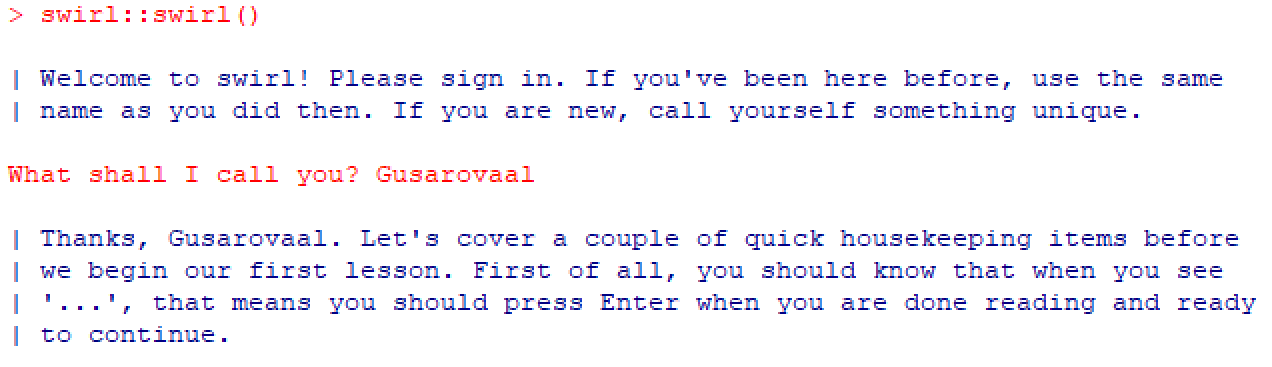 > swirl::swirl()
| Welcome to swirl! Please sign in. If you've been here before, use the same
| name as you did then. If you are new, call yourself something unique.
What shall I call you? Gusarovaal
| Thanks, Gusarovaal. Let's cover a couple of quick housekeeping items before
| we begin our first lesson. First of all, you should know that when you see
| '...', that means you should press Enter when you are done reading and ready
| to continue.